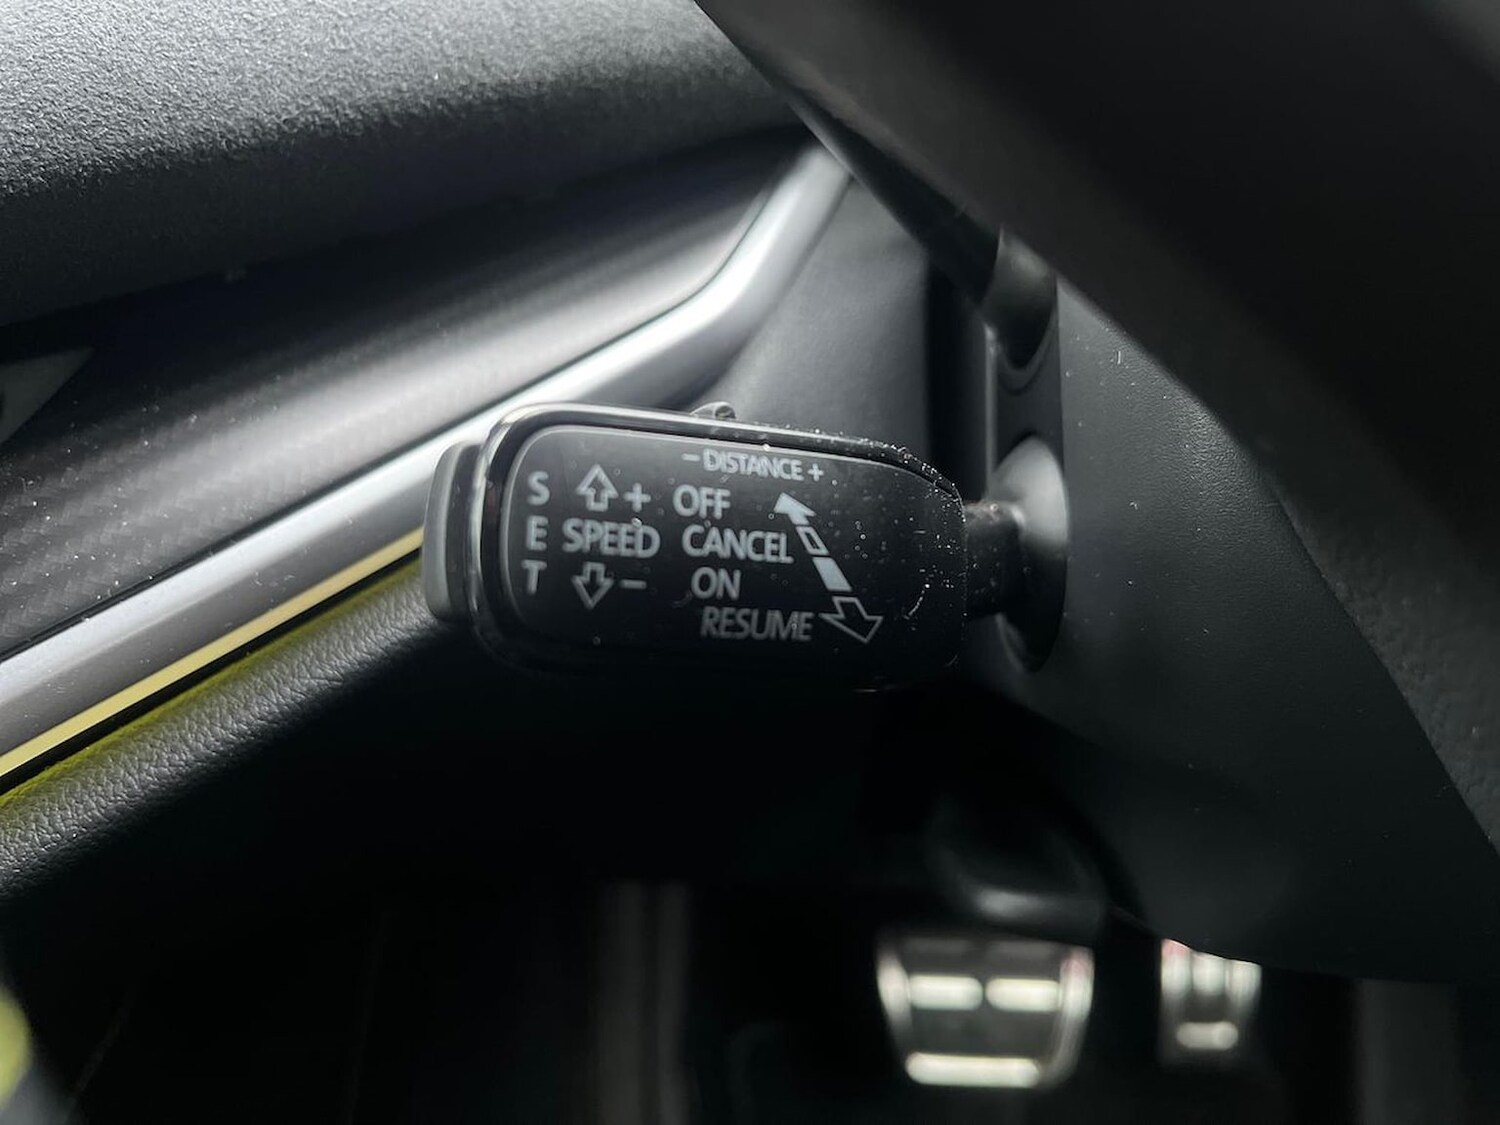 - DISTANCE +
S + OFF
E SPEED CANCEL
T - ON
RESUME